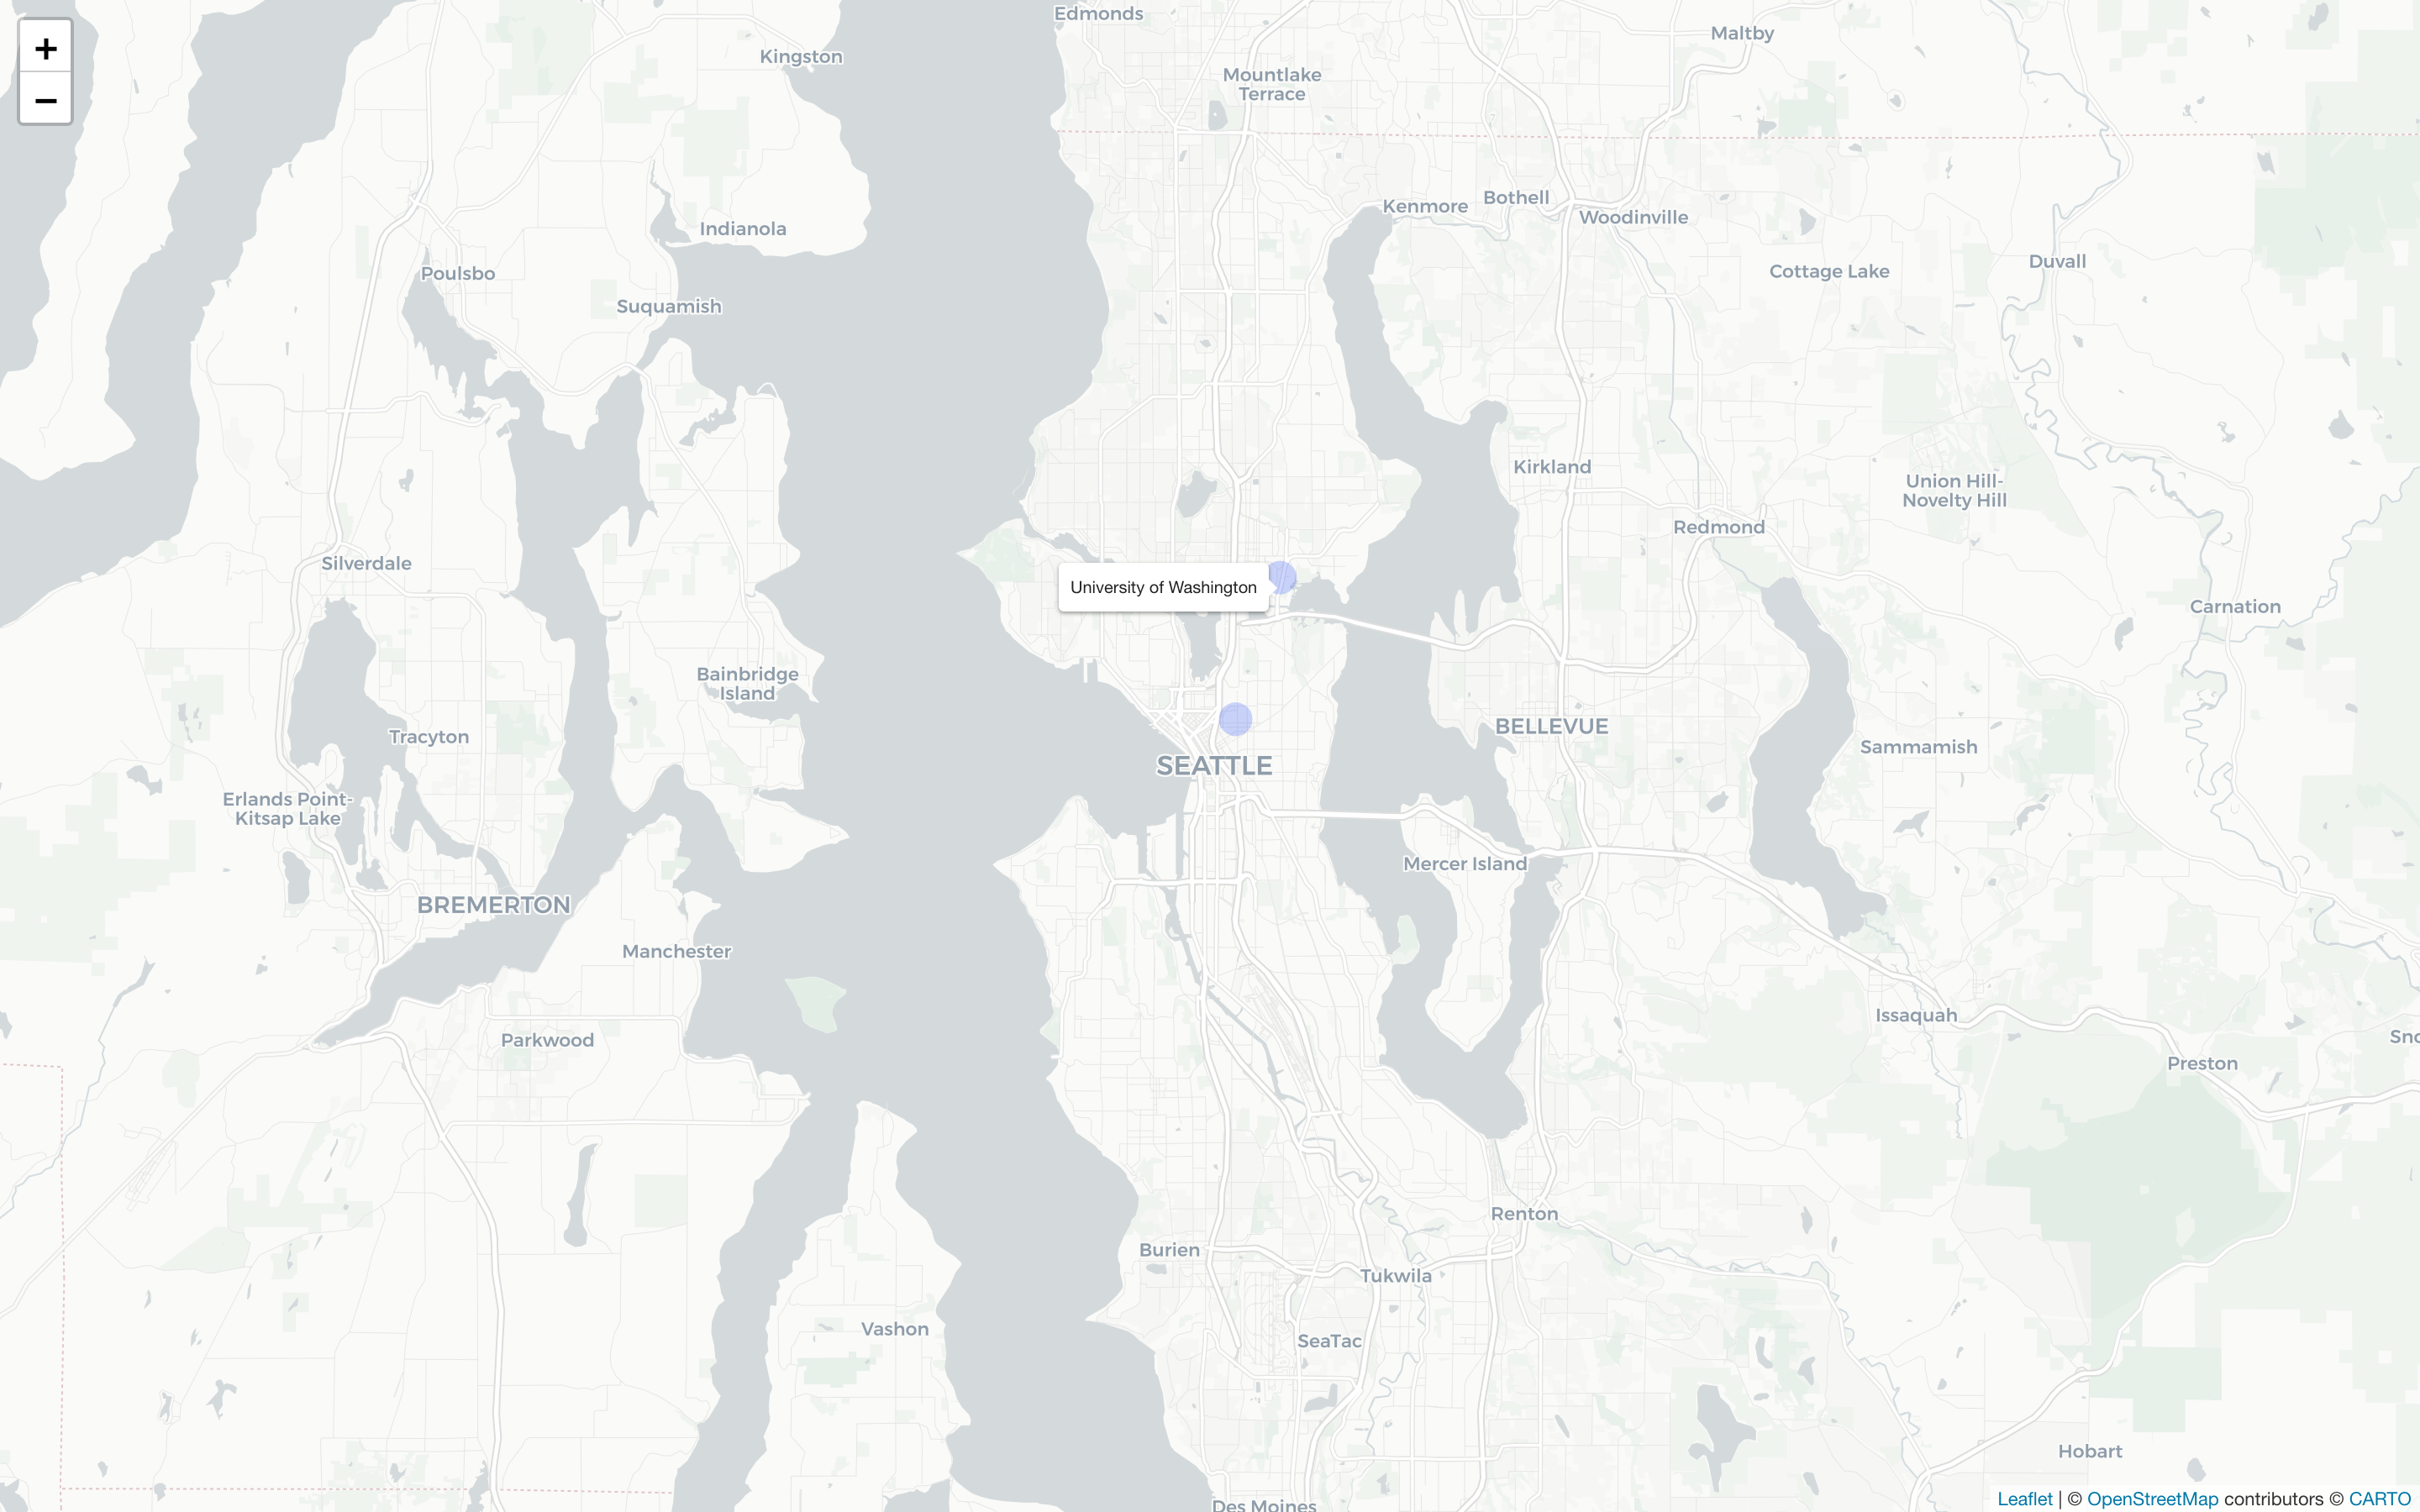 +
−
Edmonds
Maltby
Kingston
Mountlake
Terrace
Kenmore
Bothell
Woodinville
Indianola
Duvall
Poulsbo
Cottage Lake
Suquamish
Kirkland
Union Hill-
Novelty Hill
Redmond
Silverdale
University of Washington
Carnation
Bainbridge
Island
BELLEVUE
Tracyton
Sammamish
SEATTLE
Erlands Point-
Kitsap Lake
Mercer Island
BREMERTON
Manchester
Issaquah
Sno
Parkwood
Preston
Renton
Burien
Tukwila
Vashon
SeaTac
Hobart
Des Moines
Leaflet | © OpenStreetMap contributors © CARTO